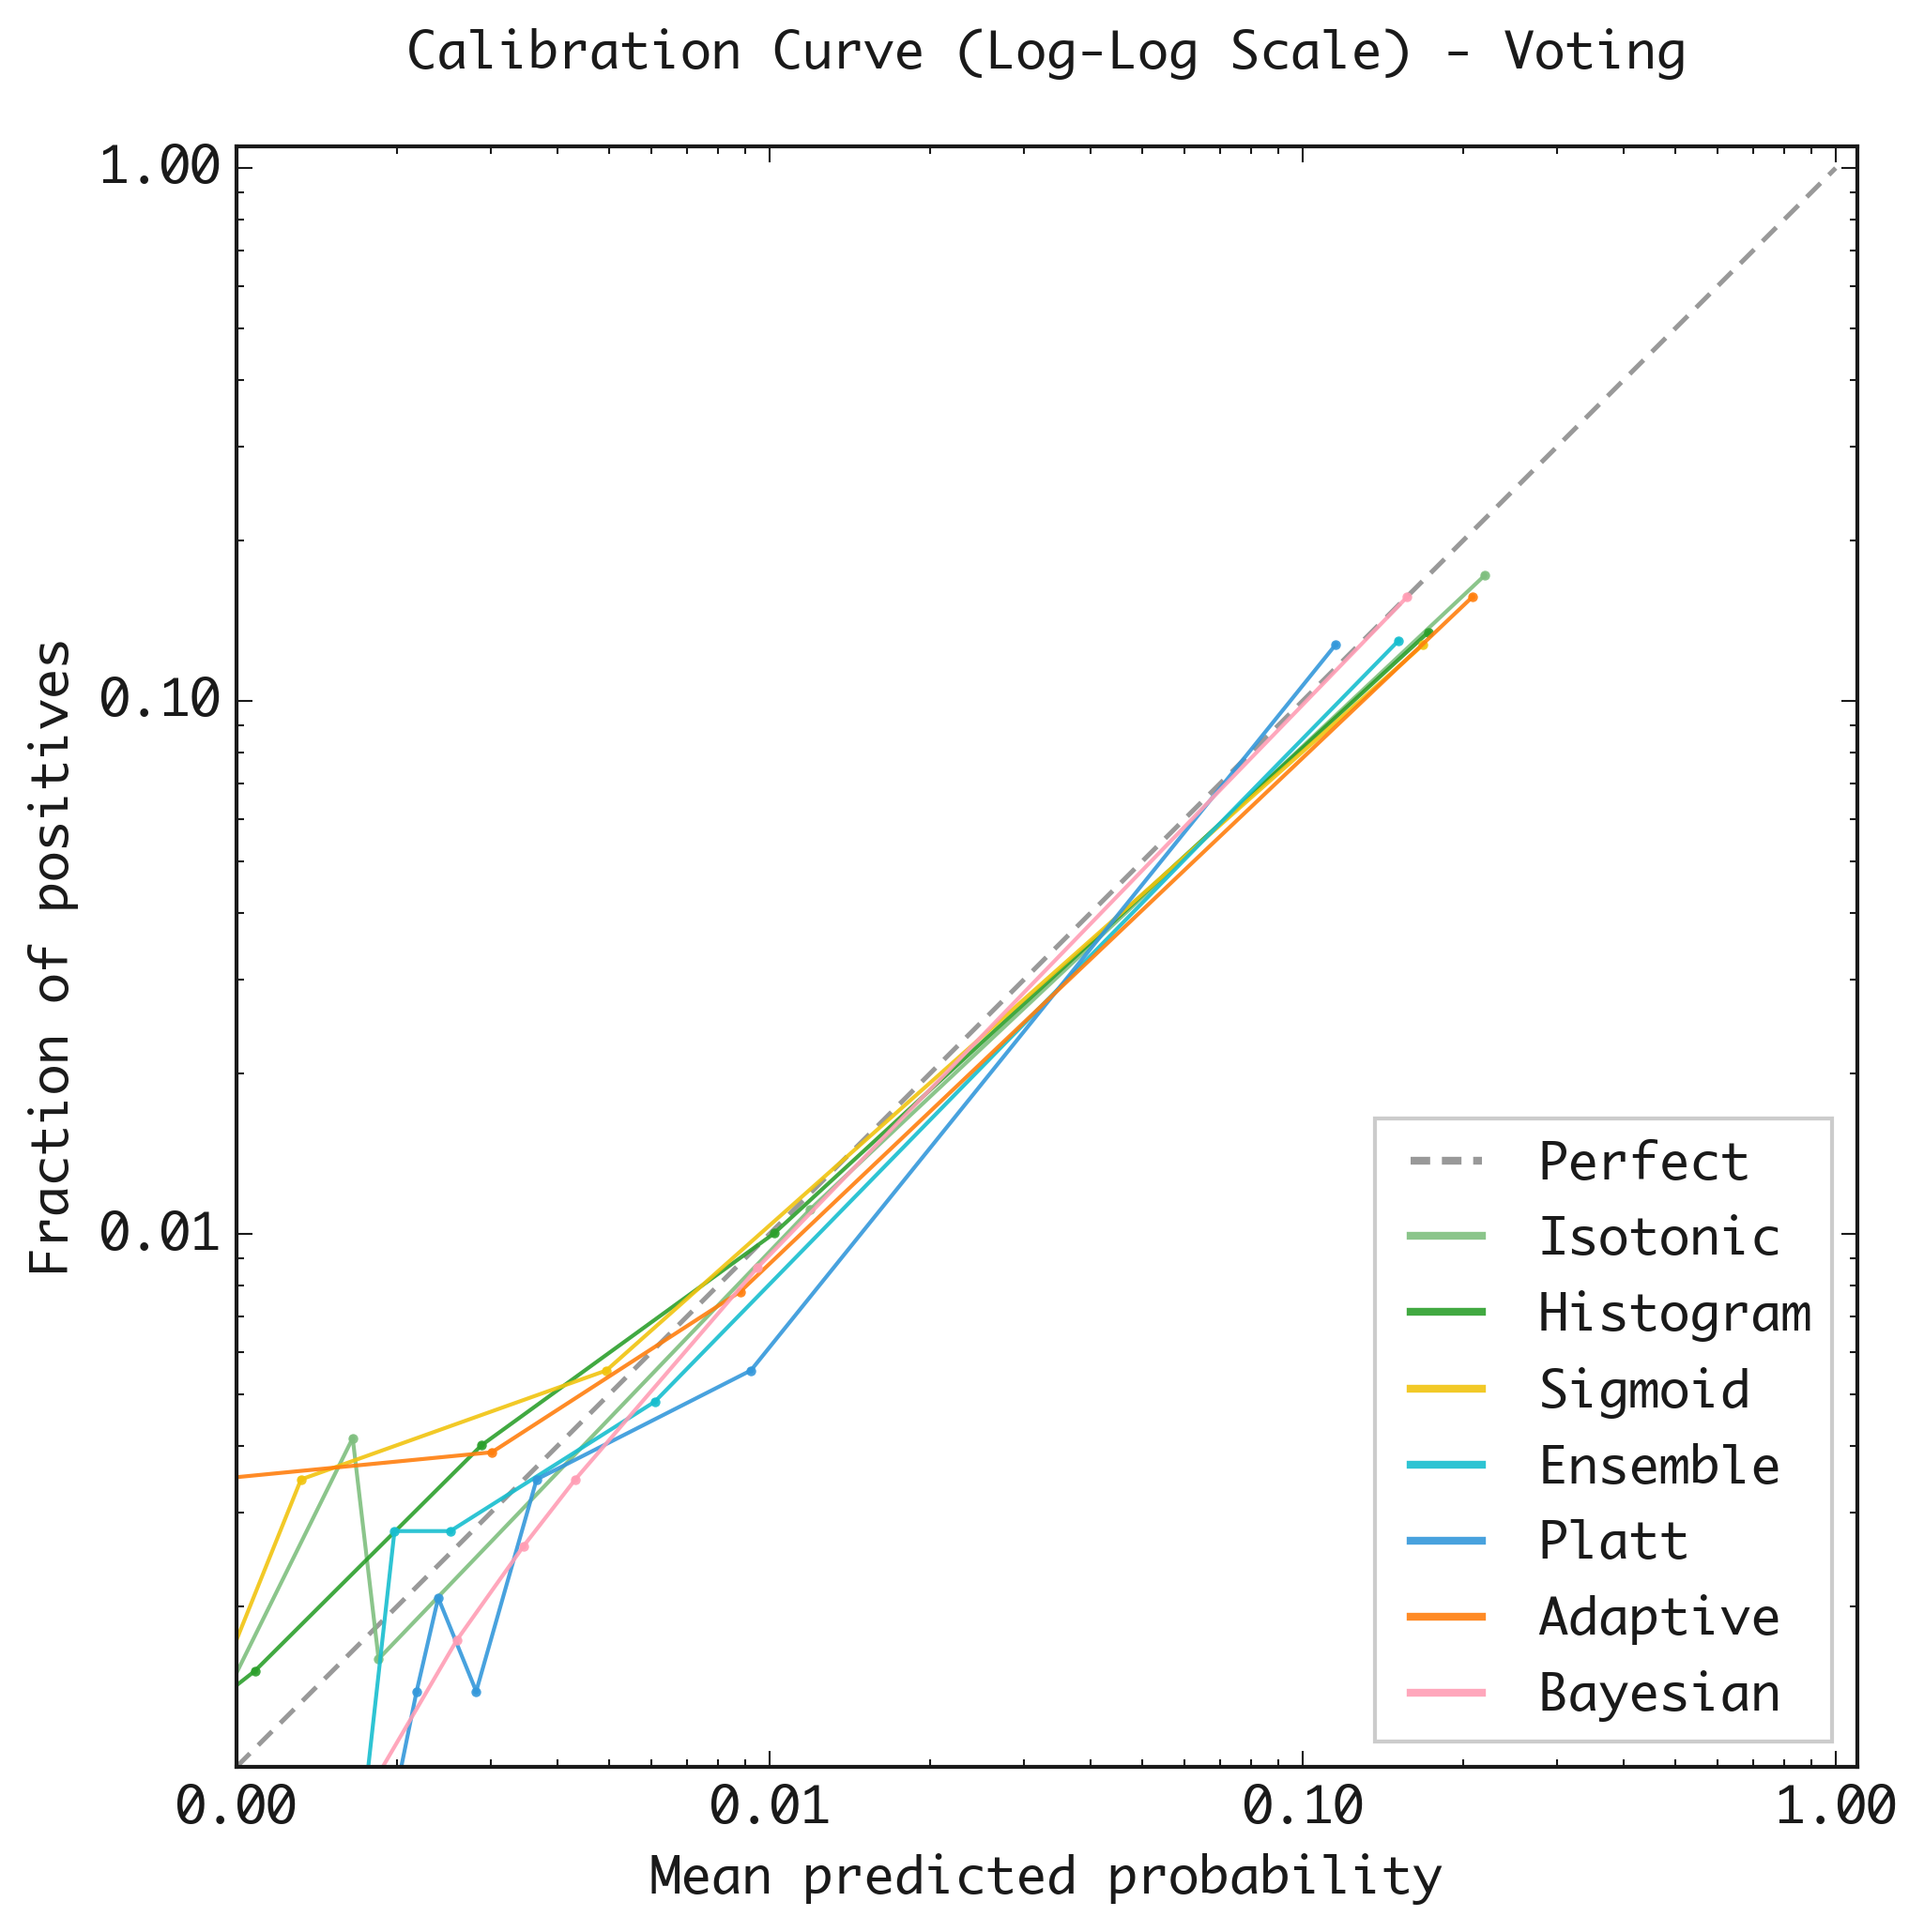 Calibration Curve (Log-Log Scale) - Voting
1.00
0.10
0.01
Fraction of positives
0.00 0.01 0.10 1.00
Mean predicted probability
Perfect
Isotonic
Histogram
Sigmoid
Ensemble
Platt
Adaptive
Bayesian